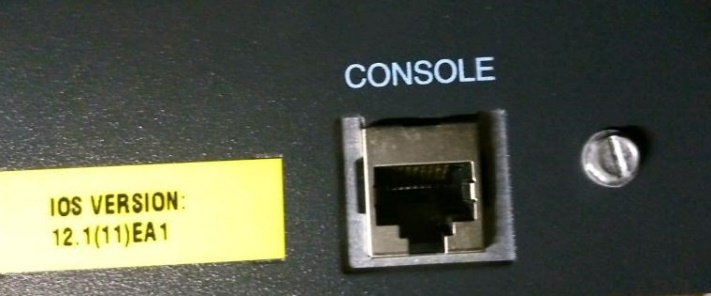 CONSOLE
IOS VERSION:
12.1(11)EA1